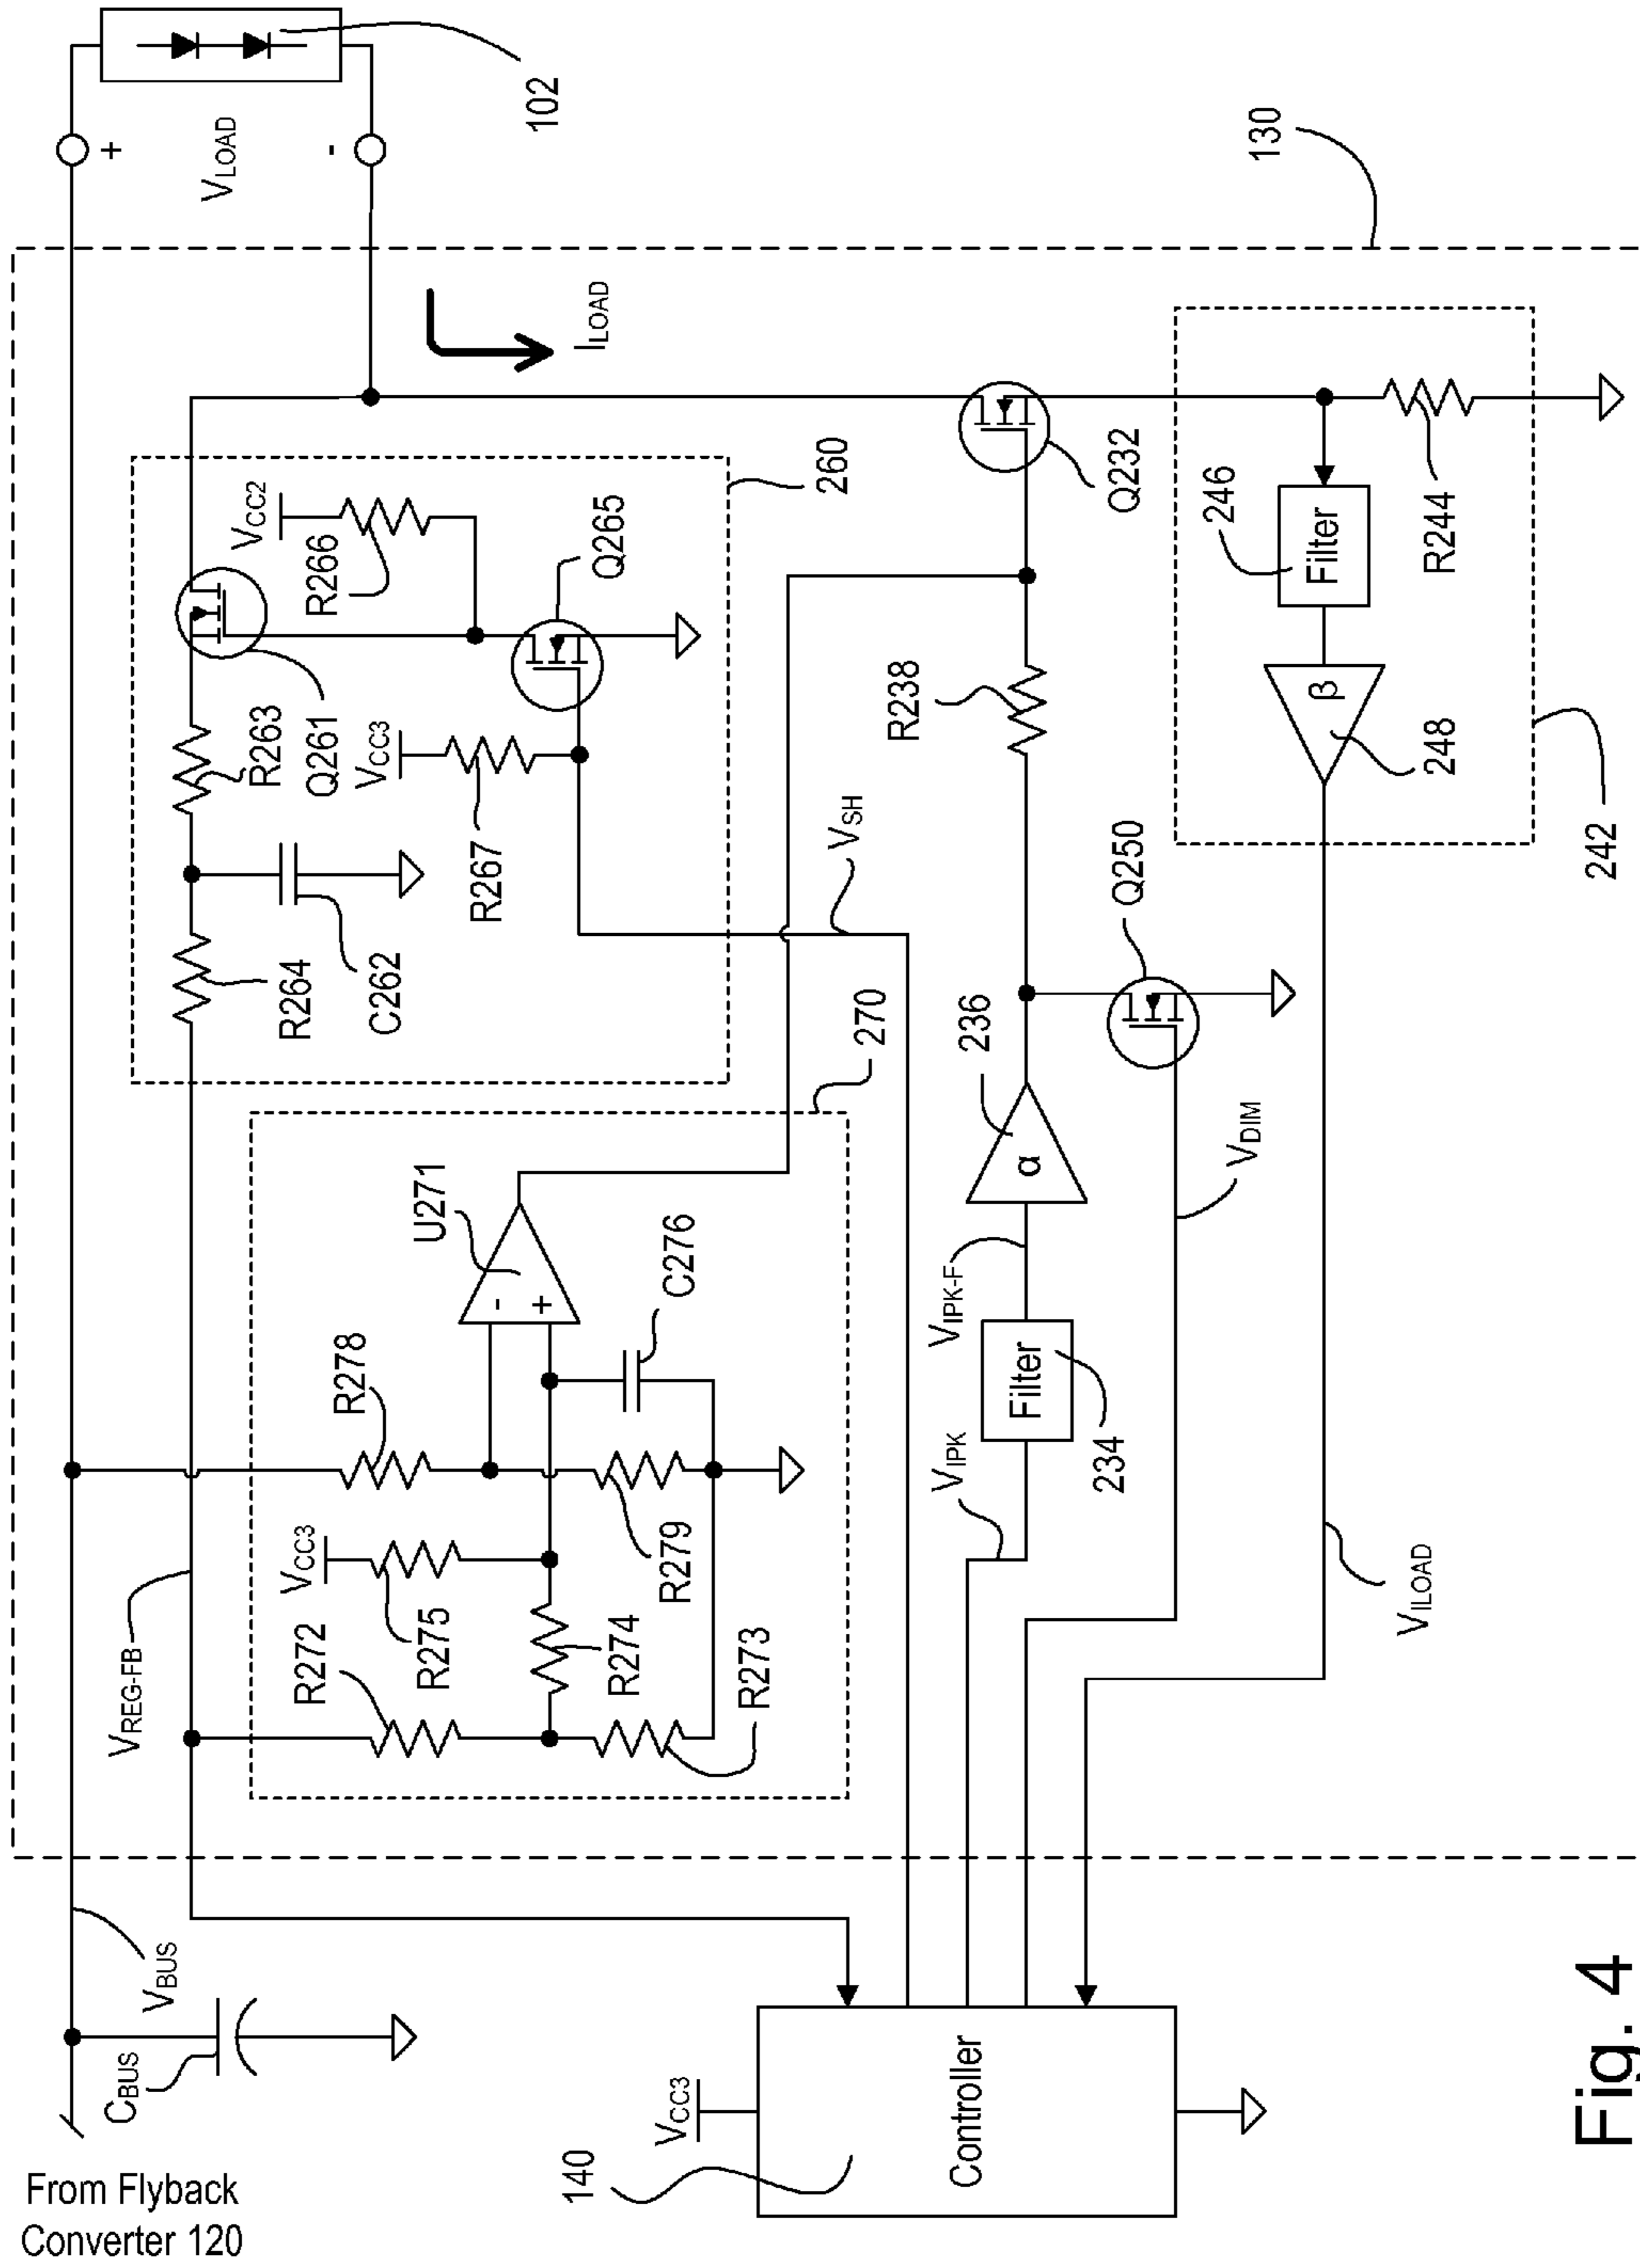 From Flyback
Converter 120
CBUS
VBUS
VREG-FB
VLOAD
+
-
102
130
ILOAD
260
VCC2
R266
Q265
Q261
R263
VCC3
R267
C262
R264
VSH
270
U271
-
+
C276
R278
VCC3
R275
R272
R279
R274
R273
Q232
R238
236
α
Q250
VDIM
VIPK-F
Filter
234
VIPK
246
Filter
R244
β
248
242
VILOAD
VCC3
140
Controller
Fig. 4